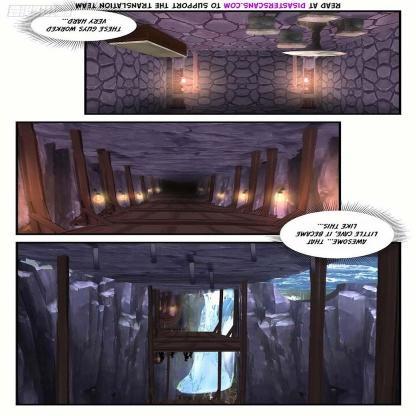 AWESOME... THAT
LITTLE CAVE, IT BECAME
LIKE THIS...
THESE GUYS WORKED
VERY HARD...
READ AT DISASTERSCANS.COM TO SUPPORT THE TRANSLATION TEAM